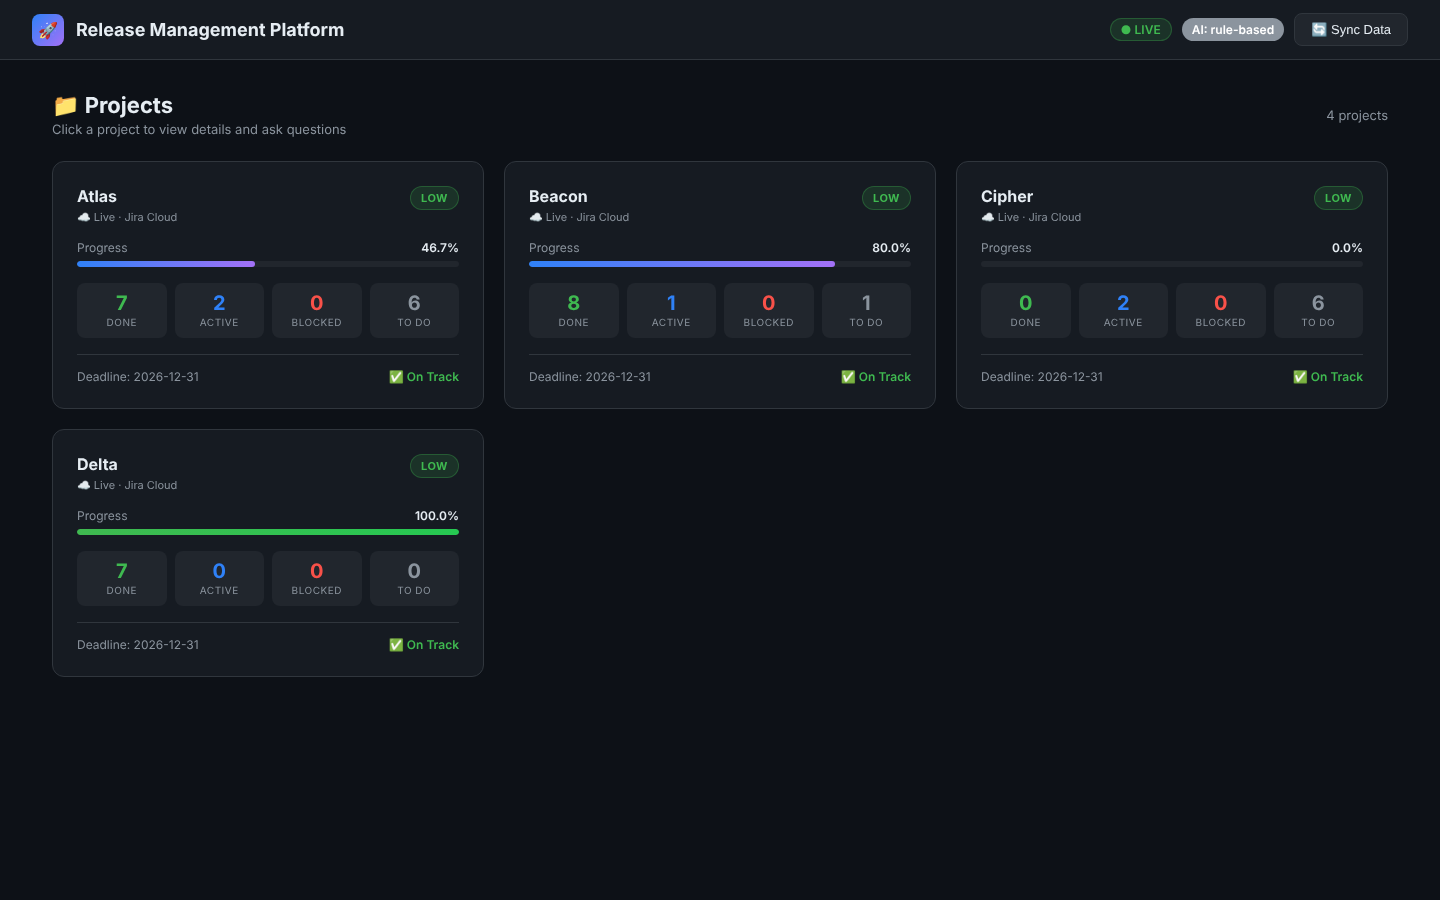 🚀 Release Management Platform
● LIVE AI: rule-based 🔄 Sync Data
📁 Projects
Click a project to view details and ask questions
4 projects
Atlas LOW
☁️ Live · Jira Cloud
Progress 46.7%
7 2 0 6
DONE ACTIVE BLOCKED TO DO
Deadline: 2026-12-31 ✅ On Track
Beacon LOW
☁️ Live · Jira Cloud
Progress 80.0%
8 1 0 1
DONE ACTIVE BLOCKED TO DO
Deadline: 2026-12-31 ✅ On Track
Cipher LOW
☁️ Live · Jira Cloud
Progress 0.0%
0 2 0 6
DONE ACTIVE BLOCKED TO DO
Deadline: 2026-12-31 ✅ On Track
Delta LOW
☁️ Live · Jira Cloud
Progress 100.0%
7 0 0 0
DONE ACTIVE BLOCKED TO DO
Deadline: 2026-12-31 ✅ On Track